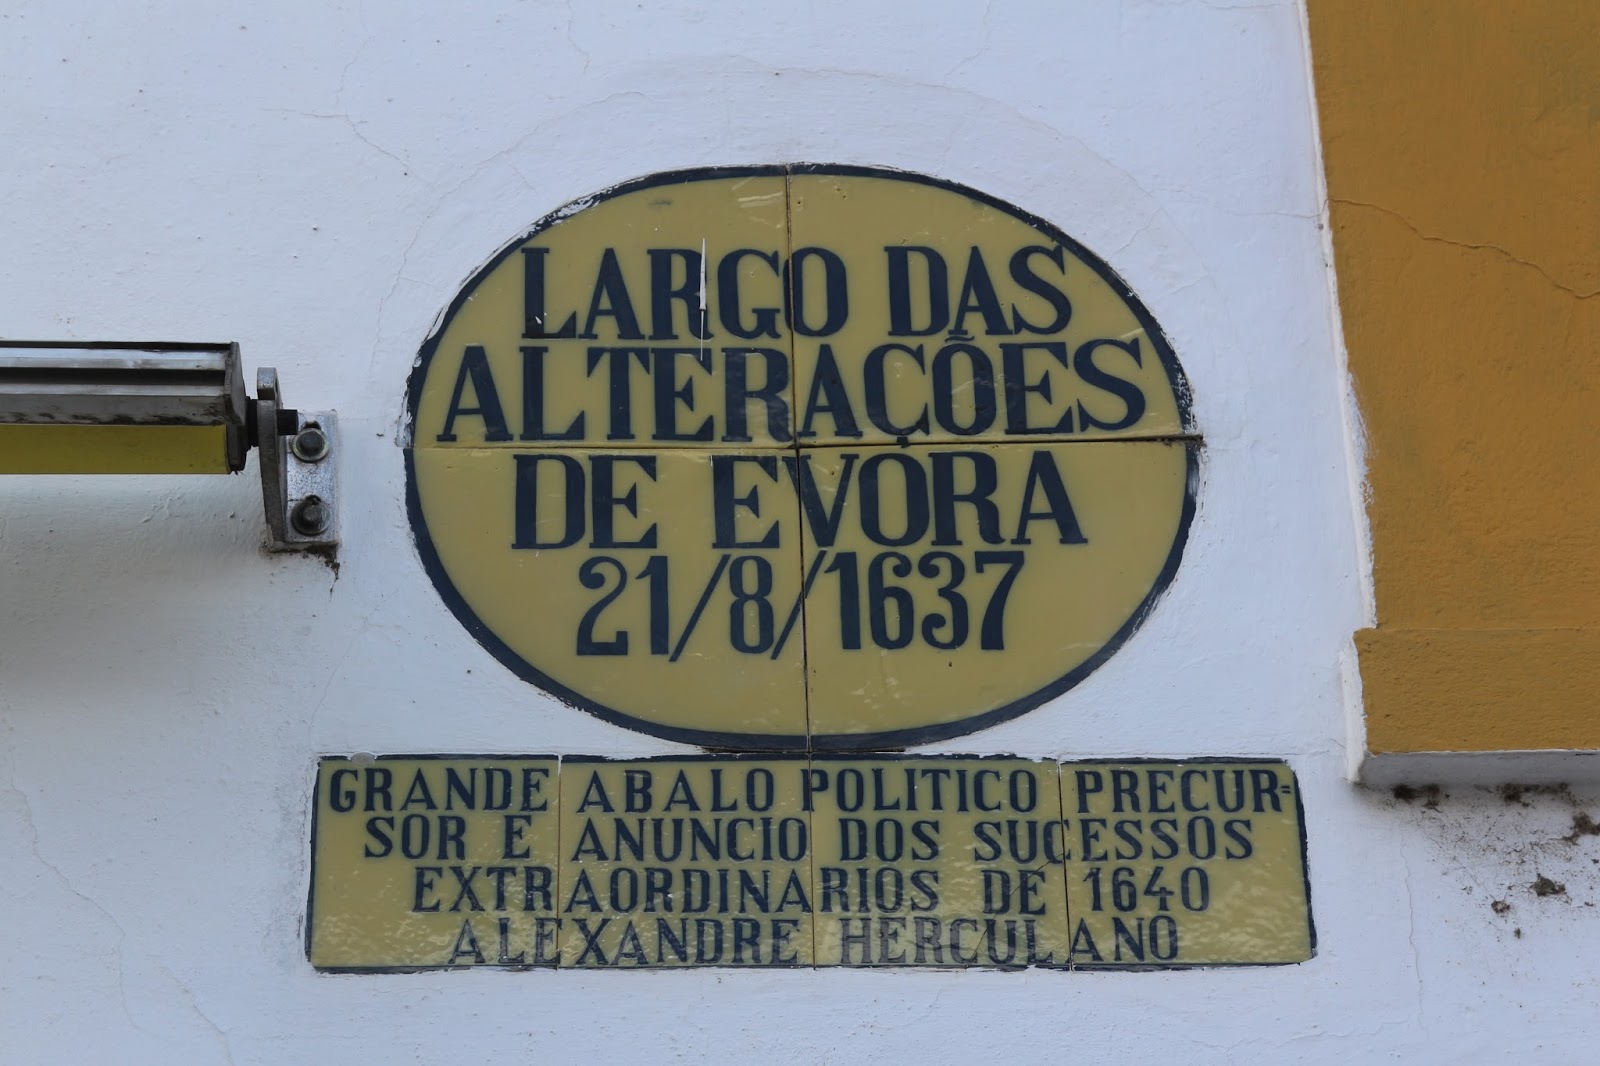 LARGO DAS
ALTERAÇÕES
DE EVORA
21/8/1637
GRANDE ABALO POLITICO PRECUR=
SOR E ANUNCIO DOS SUCESSOS
EXTRAORDINARIOS DE 1640
ALEXANDRE HERCULANO